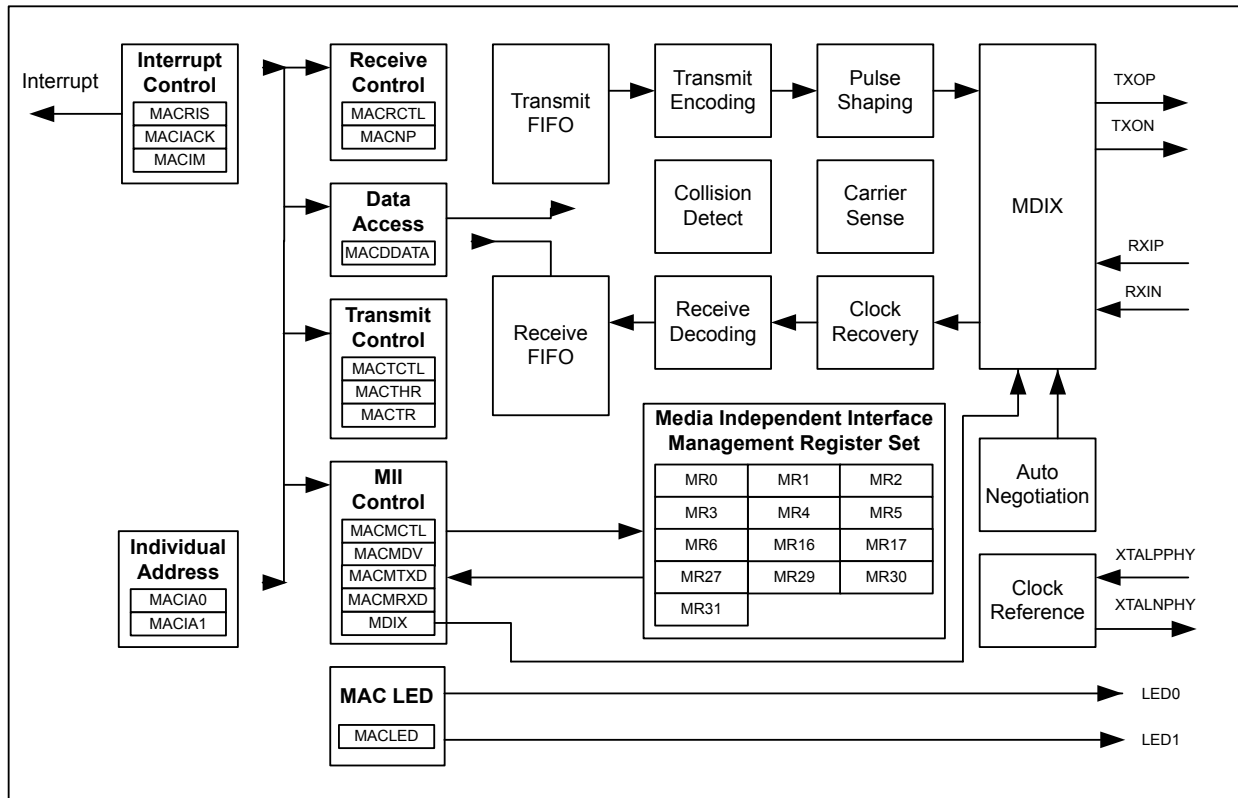 Interrupt
Interrupt
Control
MACRIS
MACIACK
MACIM
Individual
Address
MACIA0
MACIA1
Receive
Control
MACRCTL
MACNP
Data
Access
MACDDATA
Transmit
Control
MACTCTL
MACTHR
MACTR
MII
Control
MACMCTL
MACMDV
MACMTXD
MACMRXD
MDIX
MAC LED
MACLED
Transmit
FIFO
Receive
FIFO
Transmit
Encoding
Pulse
Shaping
Collision
Detect
Carrier
Sense
Receive
Decoding
Clock
Recovery
MDIX
TXOP
TXON
RXIP
RXIN
Media Independent Interface
Management Register Set
MR0 MR1 MR2
MR3 MR4 MR5
MR6 MR16 MR17
MR27 MR29 MR30
MR31
Auto
Negotiation
Clock
Reference
XTALPPHY
XTALNPHY
LED0
LED1